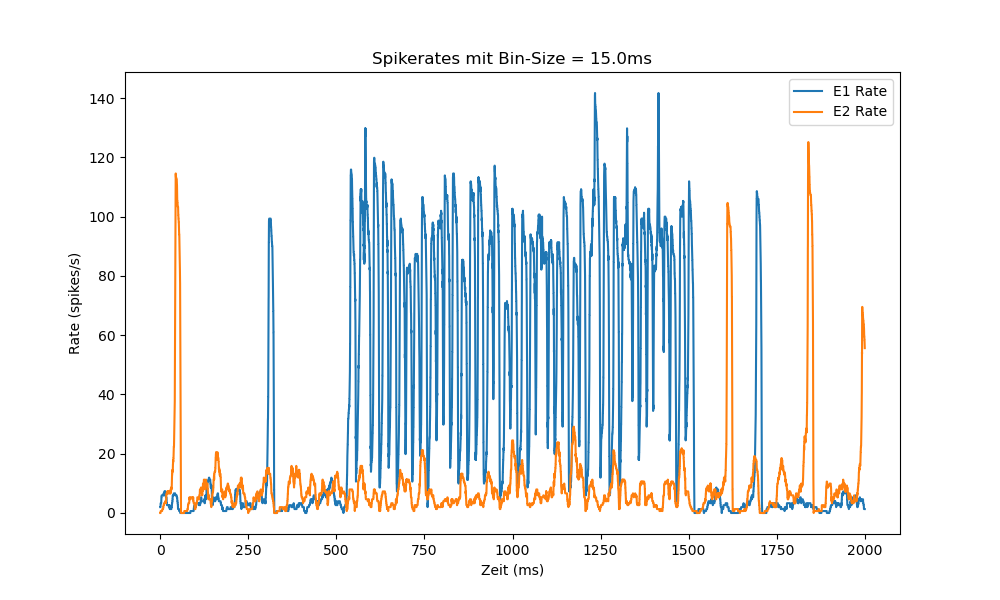 Spikerates mit Bin-Size = 15.0ms
E1 Rate
E2 Rate
140
120
100
80
60
40
20
0
Rate (spikes/s)
0 250 500 750 1000 1250 1500 1750 2000
Zeit (ms)